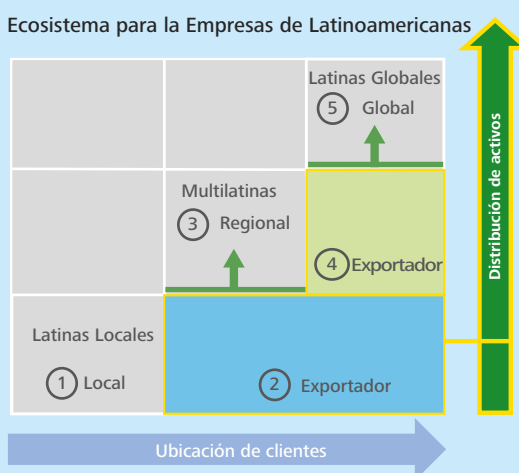 Ecosistema para la Empresas de Latinoamericanas
Latinas Globales
5 Global
Multilatinas
3 Regional
4 Exportador
Latinas Locales
1 Local
2 Exportador
Distribución de activos
Ubicación de clientes